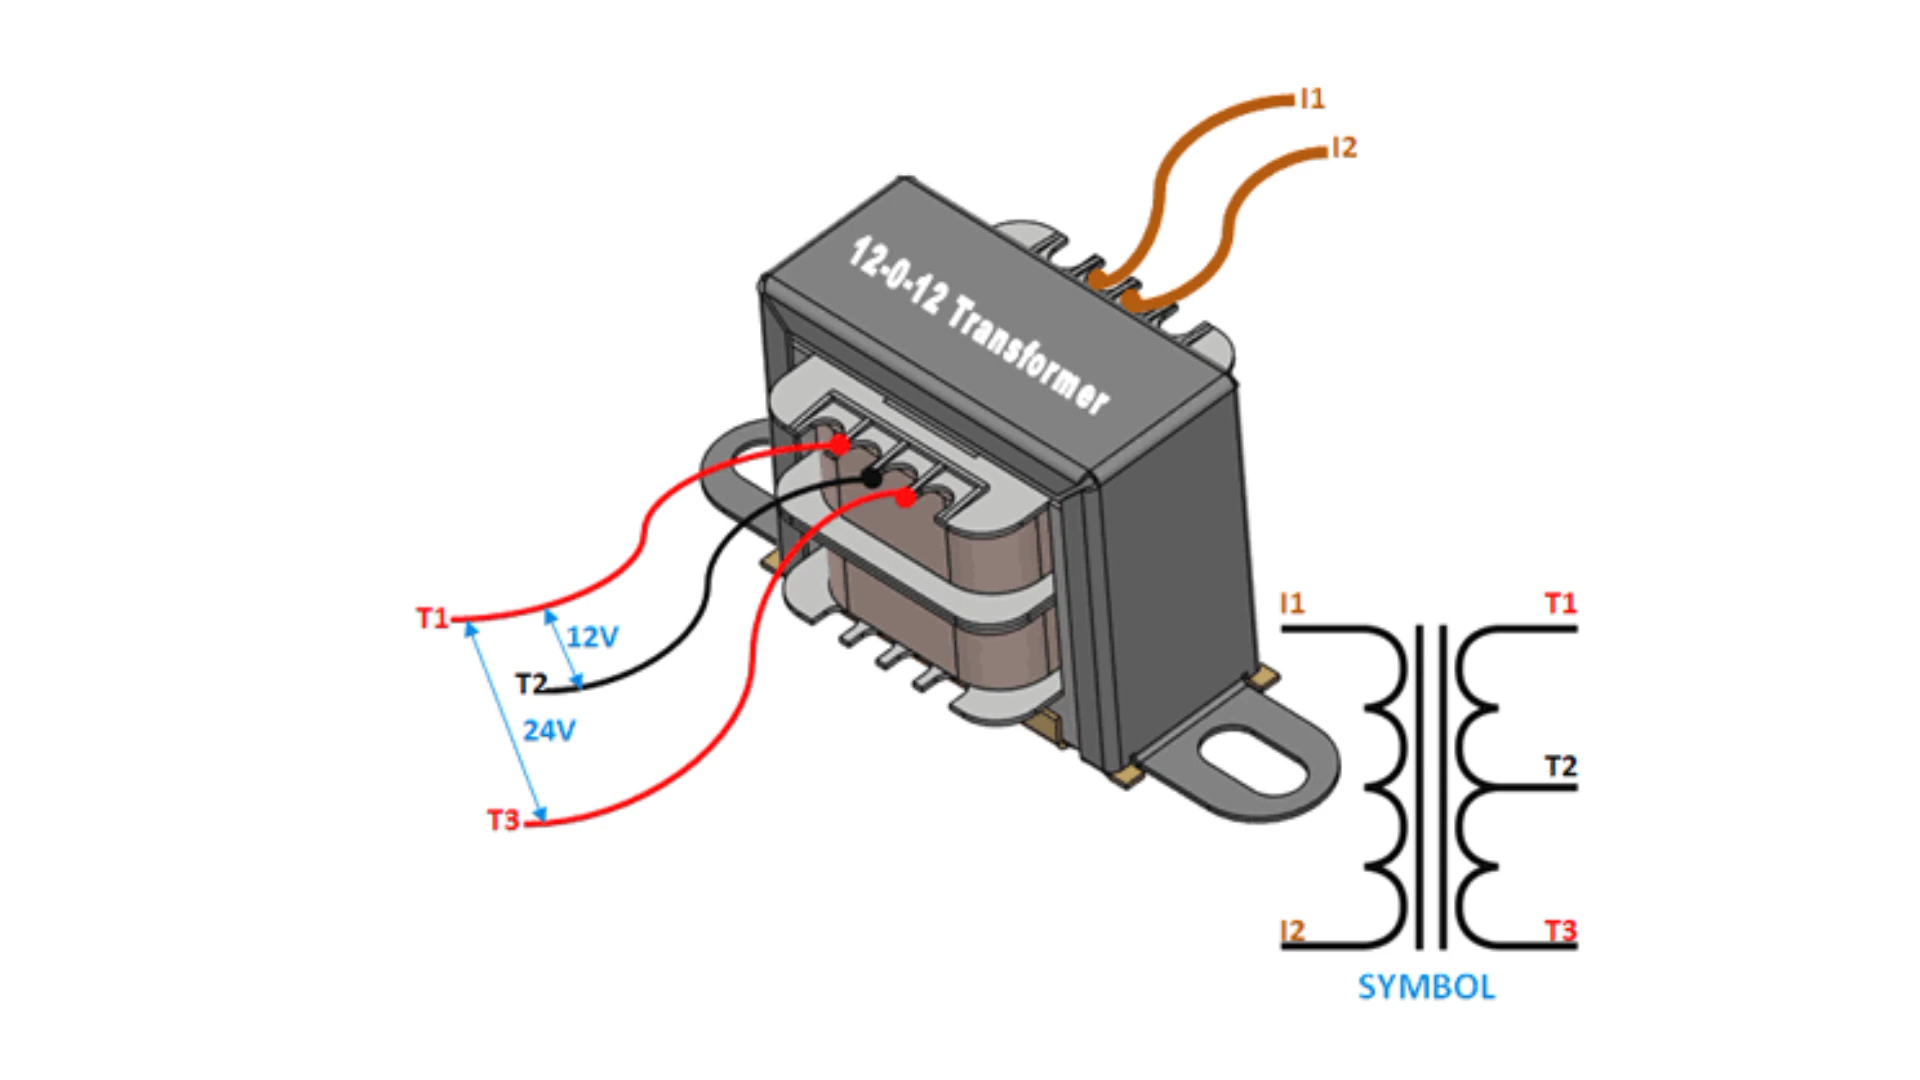 I1
I2
12-0-12 Transformer
T1
12V
T2
24V
T3
I1
T1
T2
I2
T3
SYMBOL